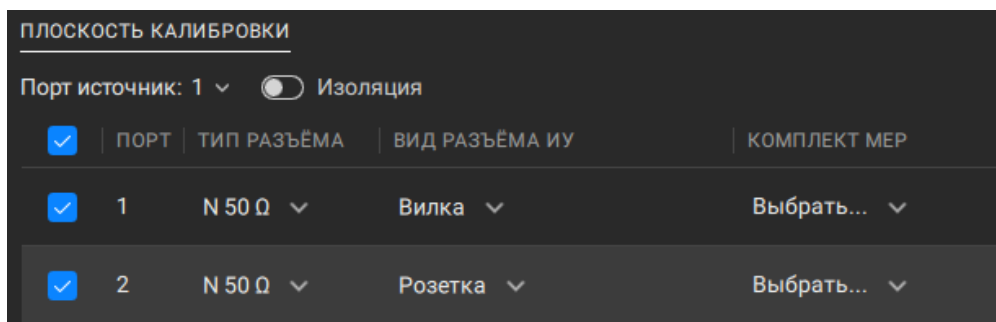 ПЛОСКОСТЬ КАЛИБРОВКИ
Порт источник: 1 Изоляция
ПОРТ ТИП РАЗЪЁМА ВИД РАЗЪЁМА ИУ КОМПЛЕКТ МЕР
1 N 50 Ω Вилка Выбрать...
2 N 50 Ω Розетка Выбрать...